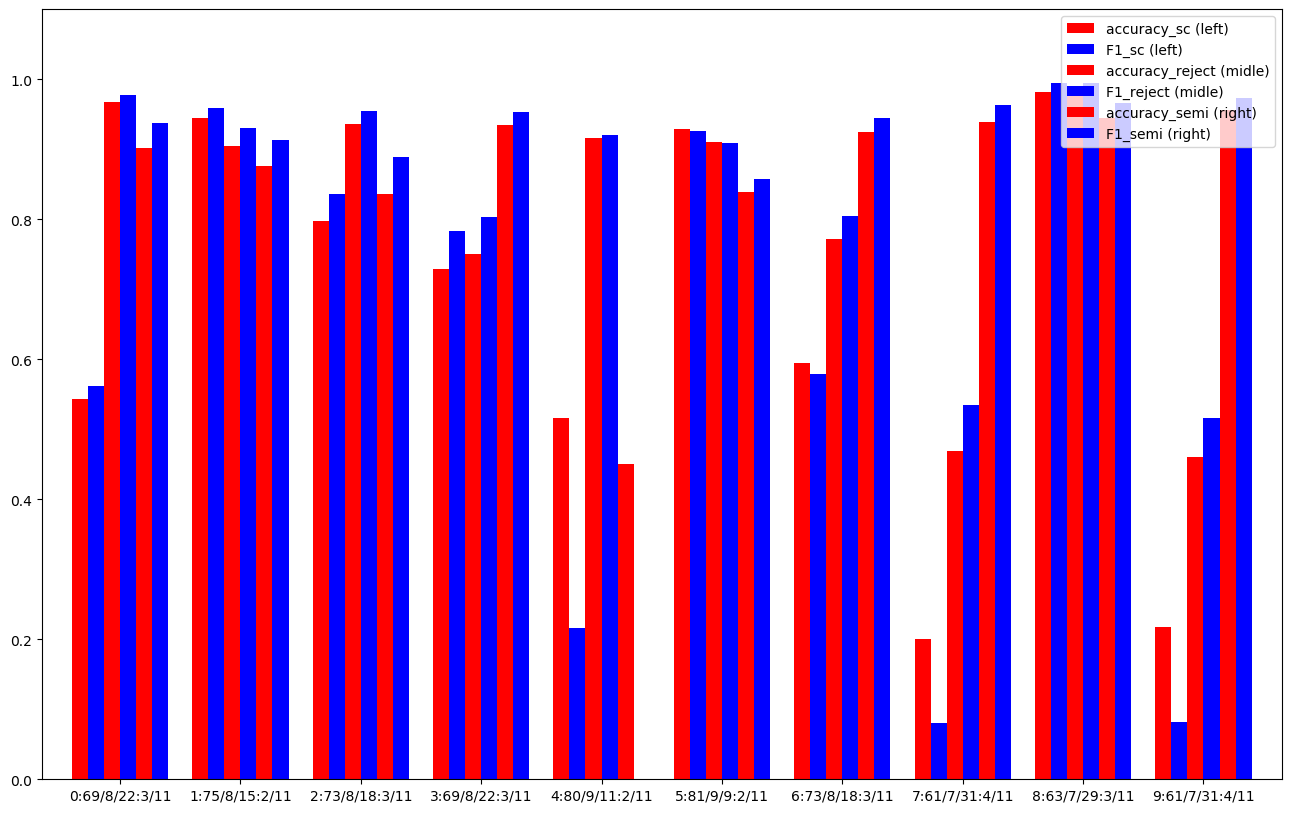 accuracy_sc (left)
F1_sc (left)
accuracy_reject (midle)
F1_reject (midle)
accuracy_semi (right)
F1_semi (right)
1.0
0.8
0.6
0.4
0.2
0.0
0:69/8/22:3/11 1:75/8/15:2/11 2:73/8/18:3/11 3:69/8/22:3/11 4:80/9/11:2/11 5:81/9/9:2/11 6:73/8/18:3/11 7:61/7/31:4/11 8:63/7/29:3/11 9:61/7/31:4/11